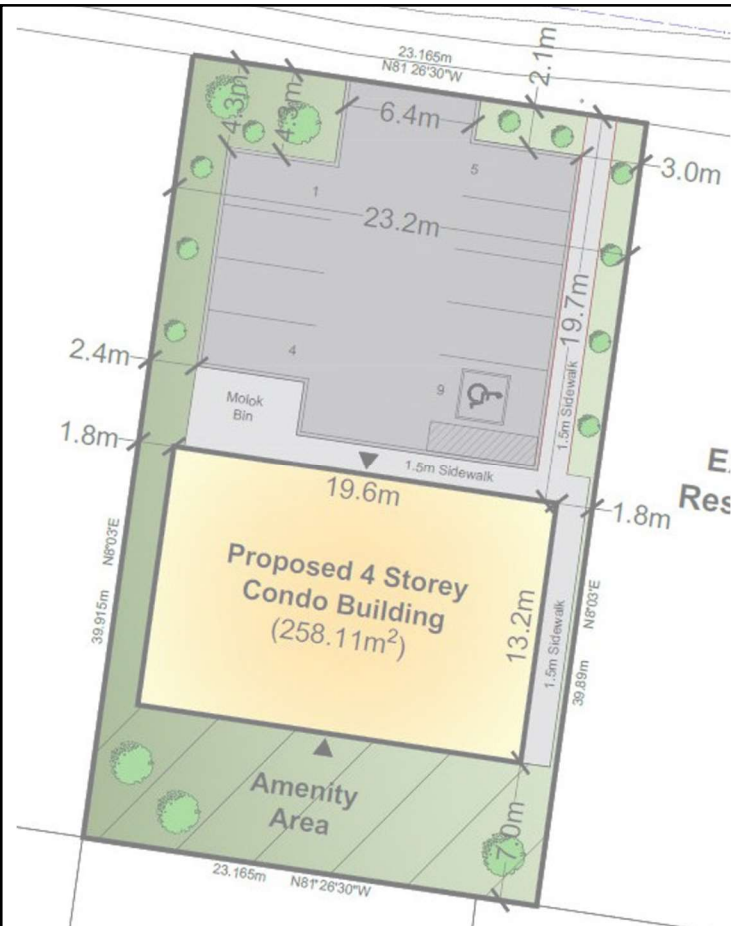 23.165m
N81 26'30"W
2.1m
4.3m
4.3m
6.4m
3.0m
5
1
23.2m
19.7m
2.4m
4
9
1.5m Sidewalk
Molok
Bin
1.8m
1.5m Sidewalk
19.6m
1.8m
Proposed 4 Storey
Condo Building
(258.11m²)
13.2m
N8°03'E
39.915m
N8°03'E
39.89m
1.5m Sidewalk
Amenity
Area
7.0m
23.165m N81°26'30"W